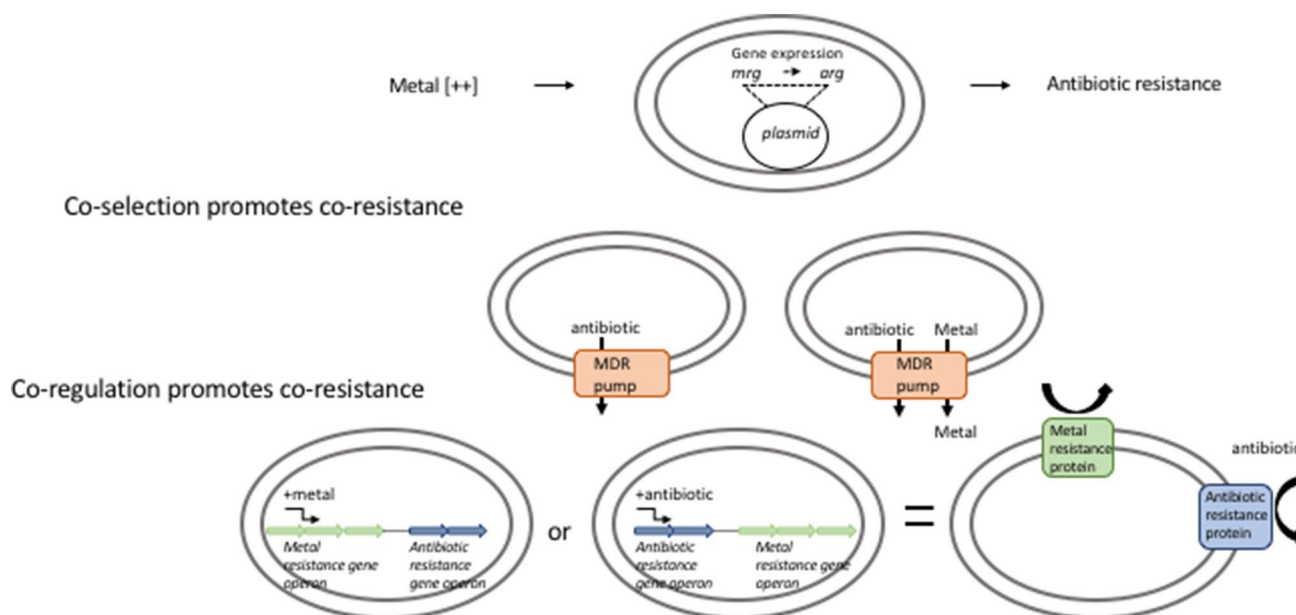 Gene expression
mrg arg
Metal [++]
Antibiotic resistance
plasmid
Co-selection promotes co-resistance
antibiotic
MDR
pump
antibiotic Metal
MDR
pump
Metal
Co-regulation promotes co-resistance
+metal
Metal
resistance gene
operon
Antibiotic
resistance
gene operon
or
+antibiotic
Antibiotic
resistance
gene operon
Metal
resistance gene
operon
=
Metal
resistance
protein
antibiotic
Antibiotic
resistance
protein